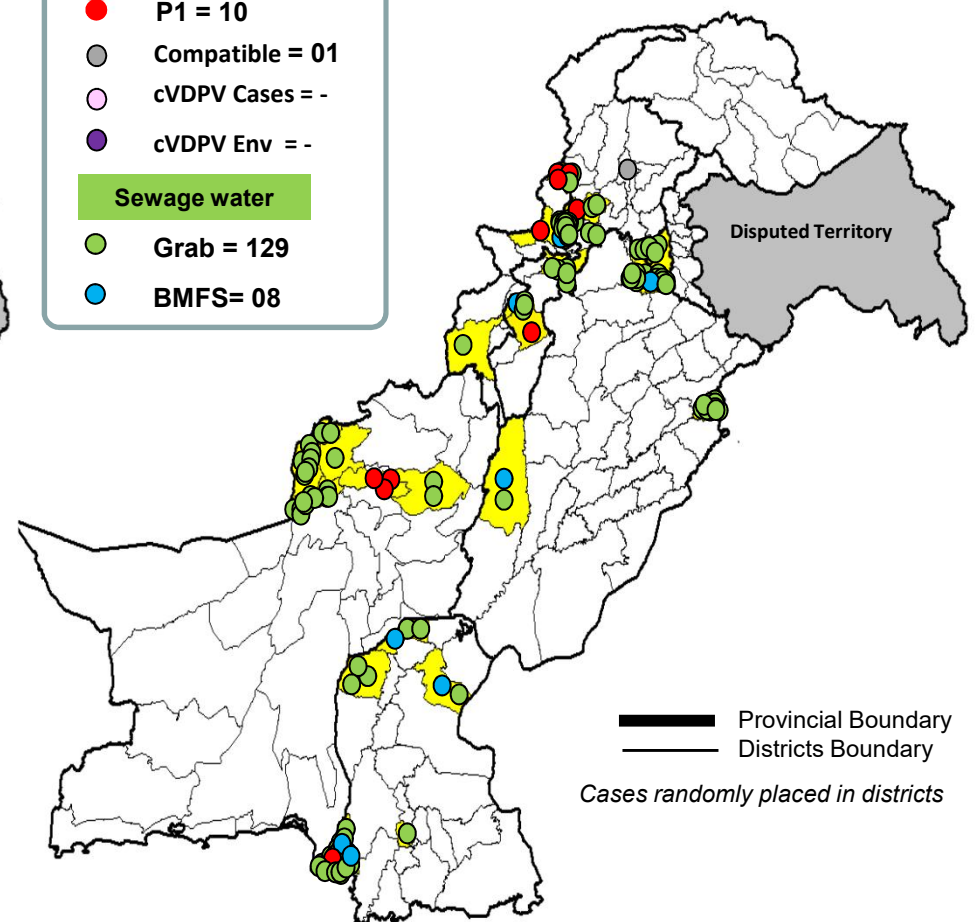 P1 = 10
Compatible = 01
cVDPV Cases = -
cVDPV Env = -
Sewage water
Grab = 129
BMFS= 08
Disputed Territory
Provincial Boundary
Districts Boundary
Cases randomly placed in districts